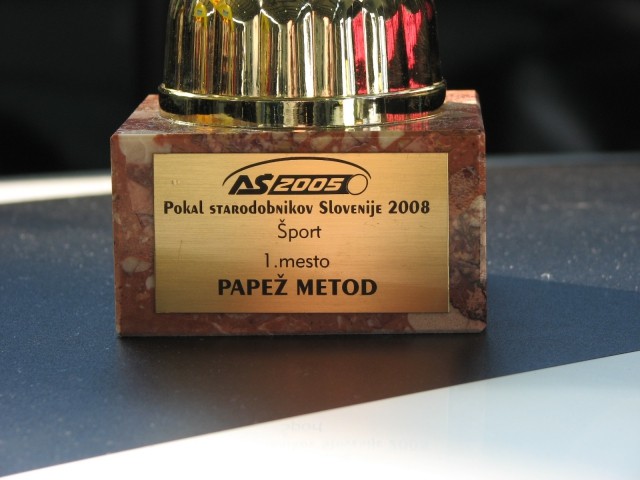 AS2005
Pokal starodobnikov Slovenije 2008
Šport
1.mesto
PAPEŽ METOD